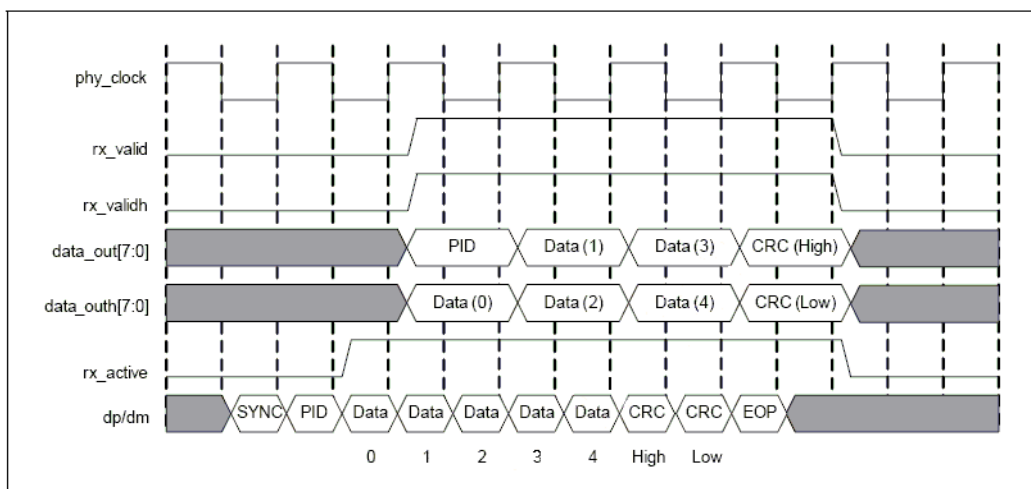 phy_clock
rx_valid
rx_validh
data_out[7:0] PID Data (1) Data (3) CRC (High)
data_outh[7:0] Data (0) Data (2) Data (4) CRC (Low)
rx_active
dp/dm SYNC PID Data Data Data Data Data CRC CRC EOP
0 1 2 3 4 High Low